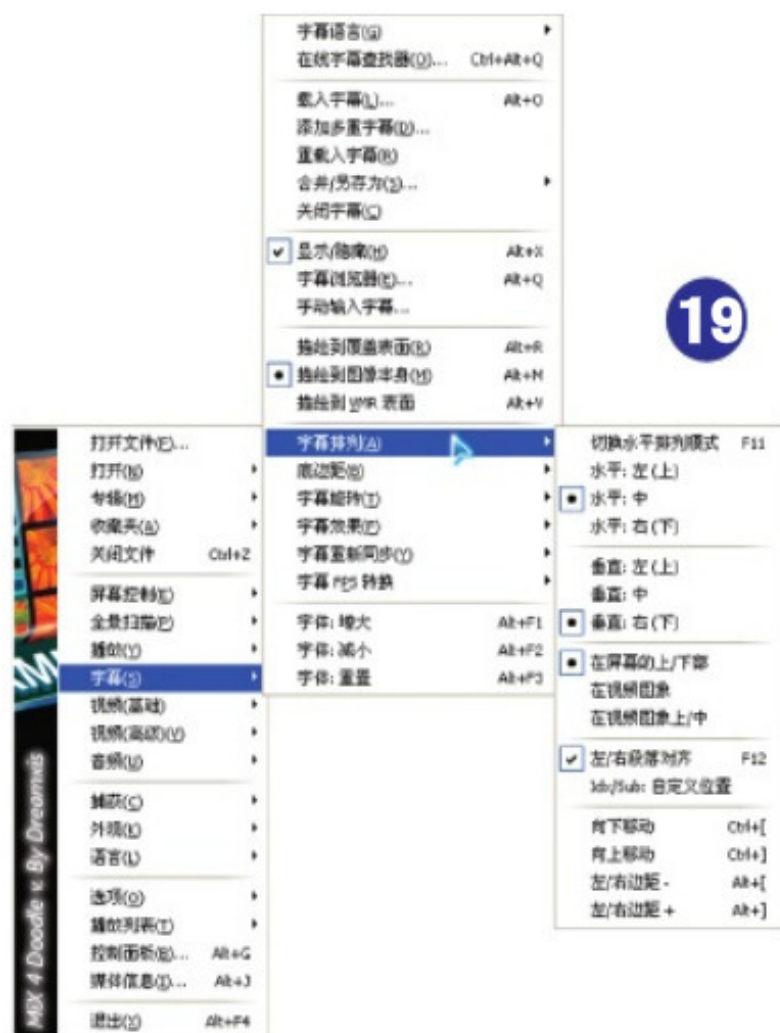 字幕语言(G)
在线字幕查找器(O)... Ctrl+Alt+Q
载入字幕(L)... Alt+O
添加多重字幕(D)...
重载入字幕(R)
合并/另存为(S)...
关闭字幕(C)
显示/隐藏(H) Alt+X
字幕浏览器(E)... Alt+Q
手动输入字幕...
描绘到覆盖表面(R) Alt+R
描绘到图像本身(M) Alt+M
描绘到 VMR 表面 Alt+V
字幕排列(A)
底边距(B)
字幕旋转(T)
字幕效果(F)
字幕重新同步(Y)
字幕 FPS 转换
字体: 增大 Alt+F1
字体: 减小 Alt+F2
字体: 重置 Alt+F3
19
打开文件(F)...
打开(N)
专辑(M)
收藏夹(A)
关闭文件 Ctrl+Z
屏幕控制(E)
全景扫描(P)
播放(Y)
字幕(S)
视频(基础)
视频(高级)(V)
音频(U)
捕获(C)
外观(K)
语言(L)
选项(O)
播放列表(T)
控制面板(B)... Alt+G
媒体信息(I)... Alt+J
退出(X) Alt+F4
切换水平排列模式 F11
水平: 左(上)
水平: 中
水平: 右(下)
垂直: 左(上)
垂直: 中
垂直: 右(下)
在屏幕的上/下部
在视频图象
在视频图象上/中
左/右段落对齐 F12
Idx/Sub: 自定义位置
向下移动 Ctrl+[
向上移动 Ctrl+]
左/右边距 - Alt+[
左/右边距 + Alt+]
MiX 4 Doodle v. By Dreamxis